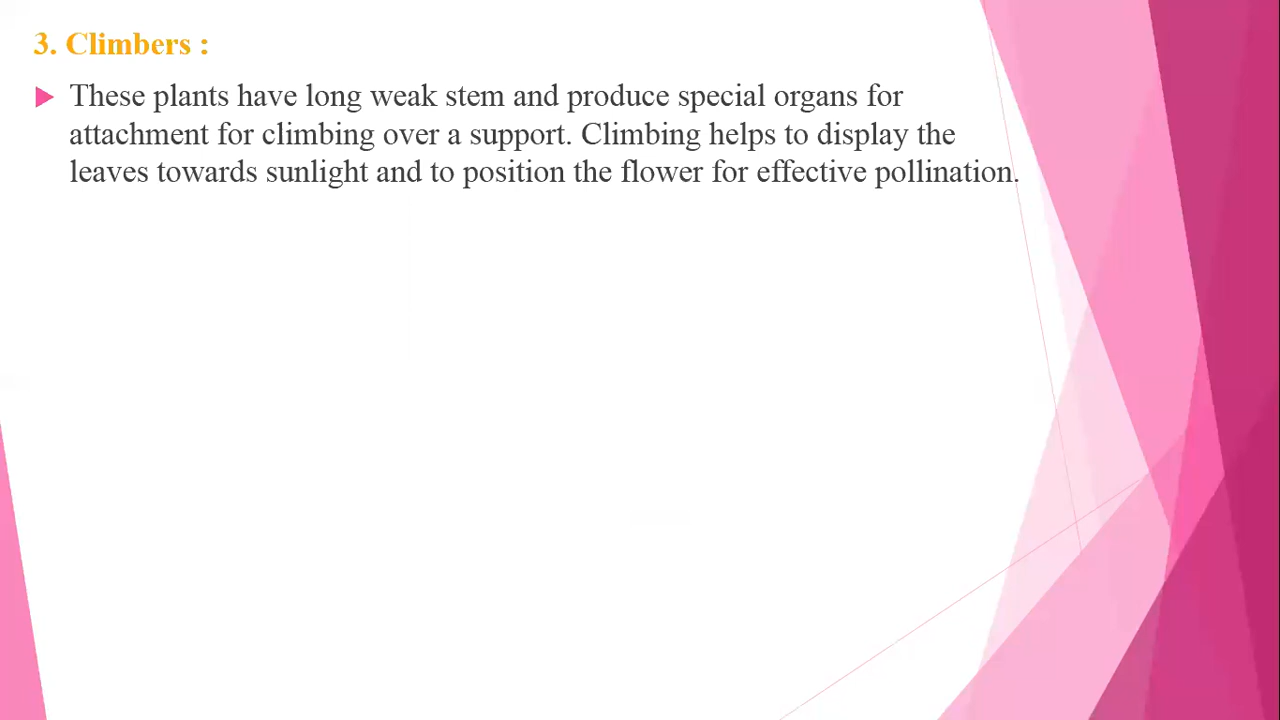 3. Climbers :
These plants have long weak stem and produce special organs for
attachment for climbing over a support. Climbing helps to display the
leaves towards sunlight and to position the flower for effective pollination.